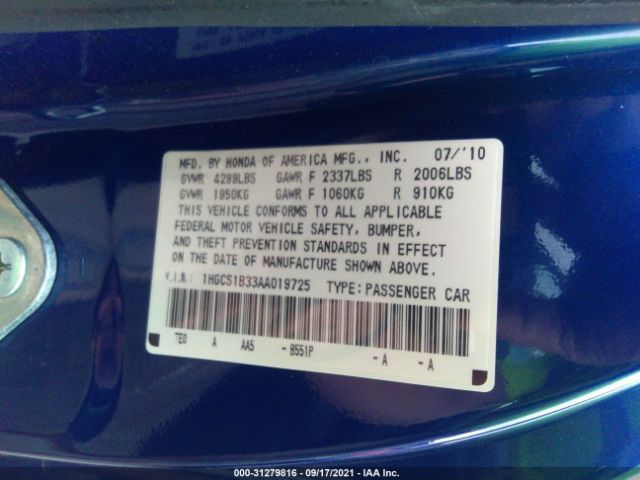 MFD. BY HONDA OF AMERICA MFG., INC. 07/'10
GVWR 4299LBS GAWR F 2337LBS R 2006LBS
GVWR 1950KG GAWR F 1060KG R 910KG
THIS VEHICLE CONFORMS TO ALL APPLICABLE
FEDERAL MOTOR VEHICLE SAFETY, BUMPER,
AND THEFT PREVENTION STANDARDS IN EFFECT
ON THE DATE OF MANUFACTURE SHOWN ABOVE.
V.I.N.: 1HGCS1B33AA019725 TYPE: PASSENGER CAR
TE0 A AA5 - B551P - A - A
000-31279816 - 09/17/2021 - IAA Inc.